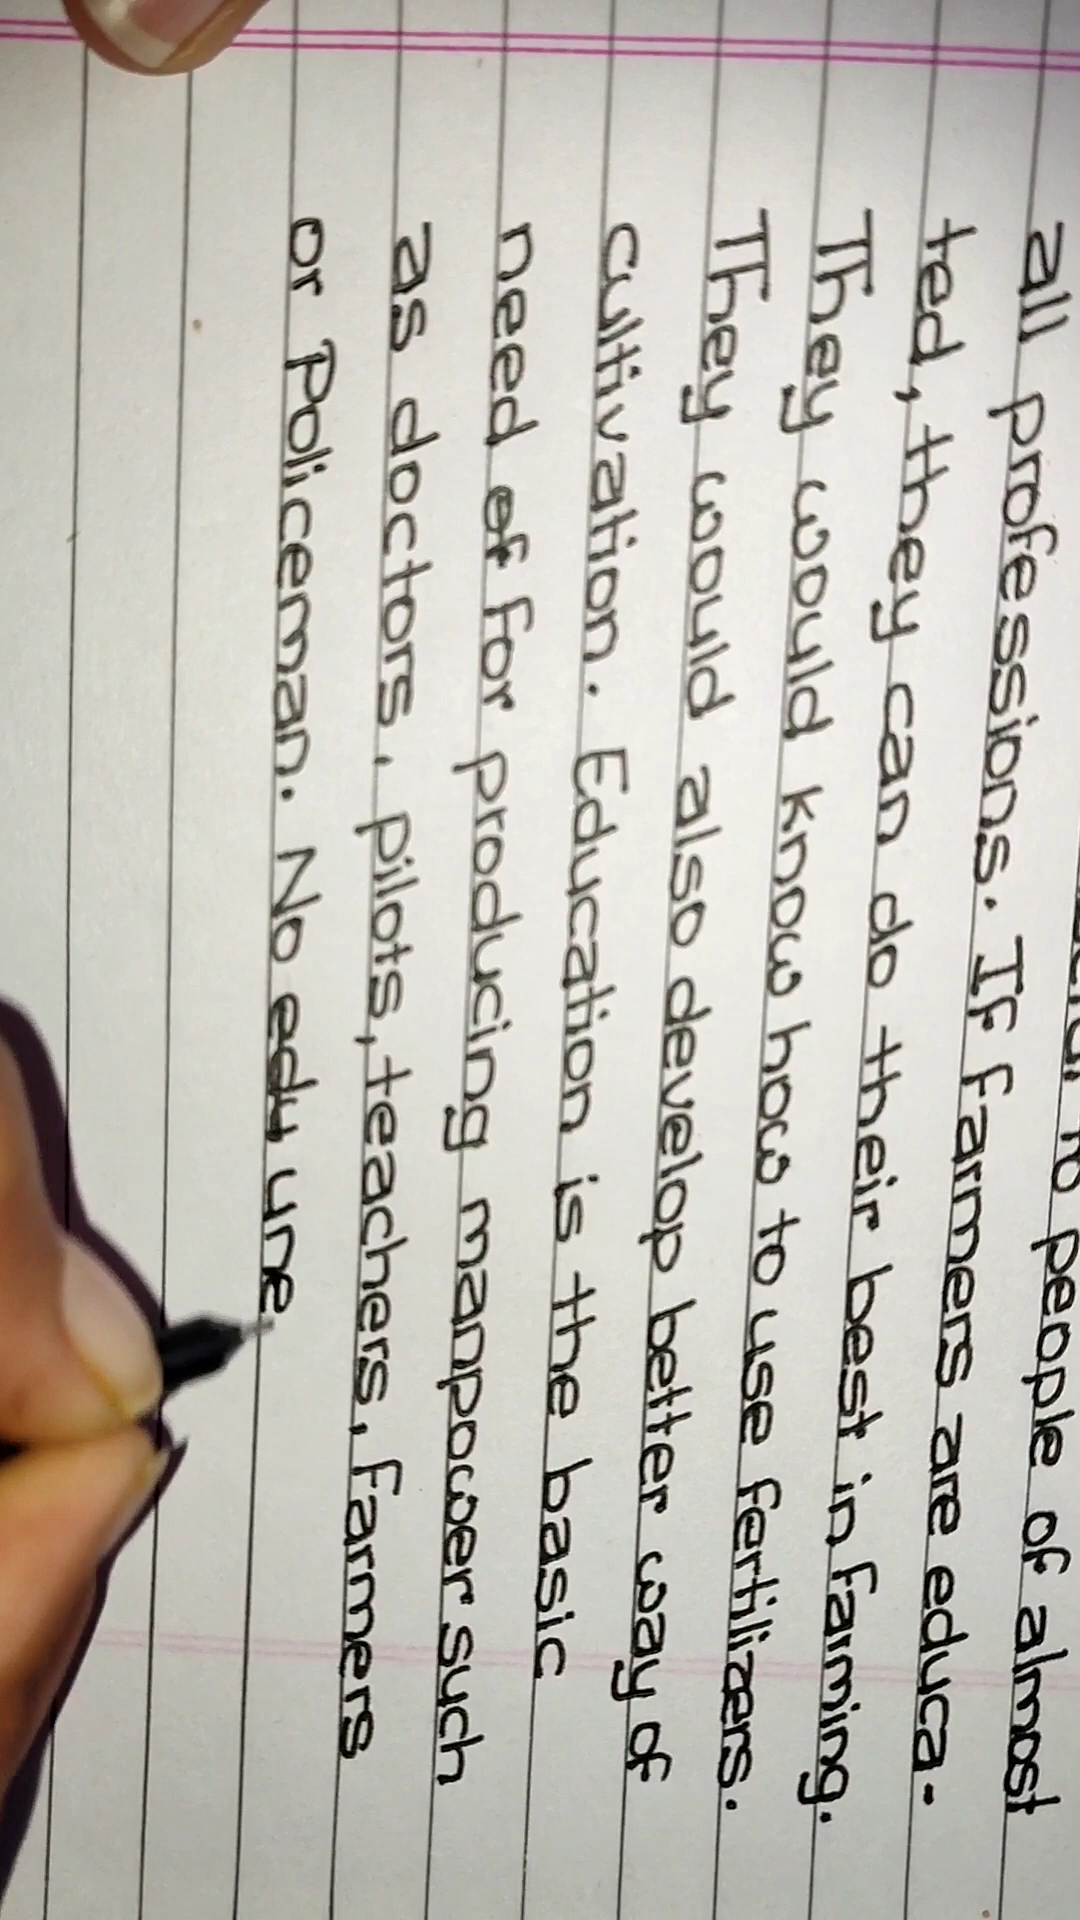 to people of almost
all professions. If farmers are educa-
ted, they can do their best in faming.
They would know how to use fertilizers.
They would also develop better way of
cultivation. Education is the basic
need of for producing manpower such
as doctors, pilots, teachers, farmers
or Policeman. No edu une